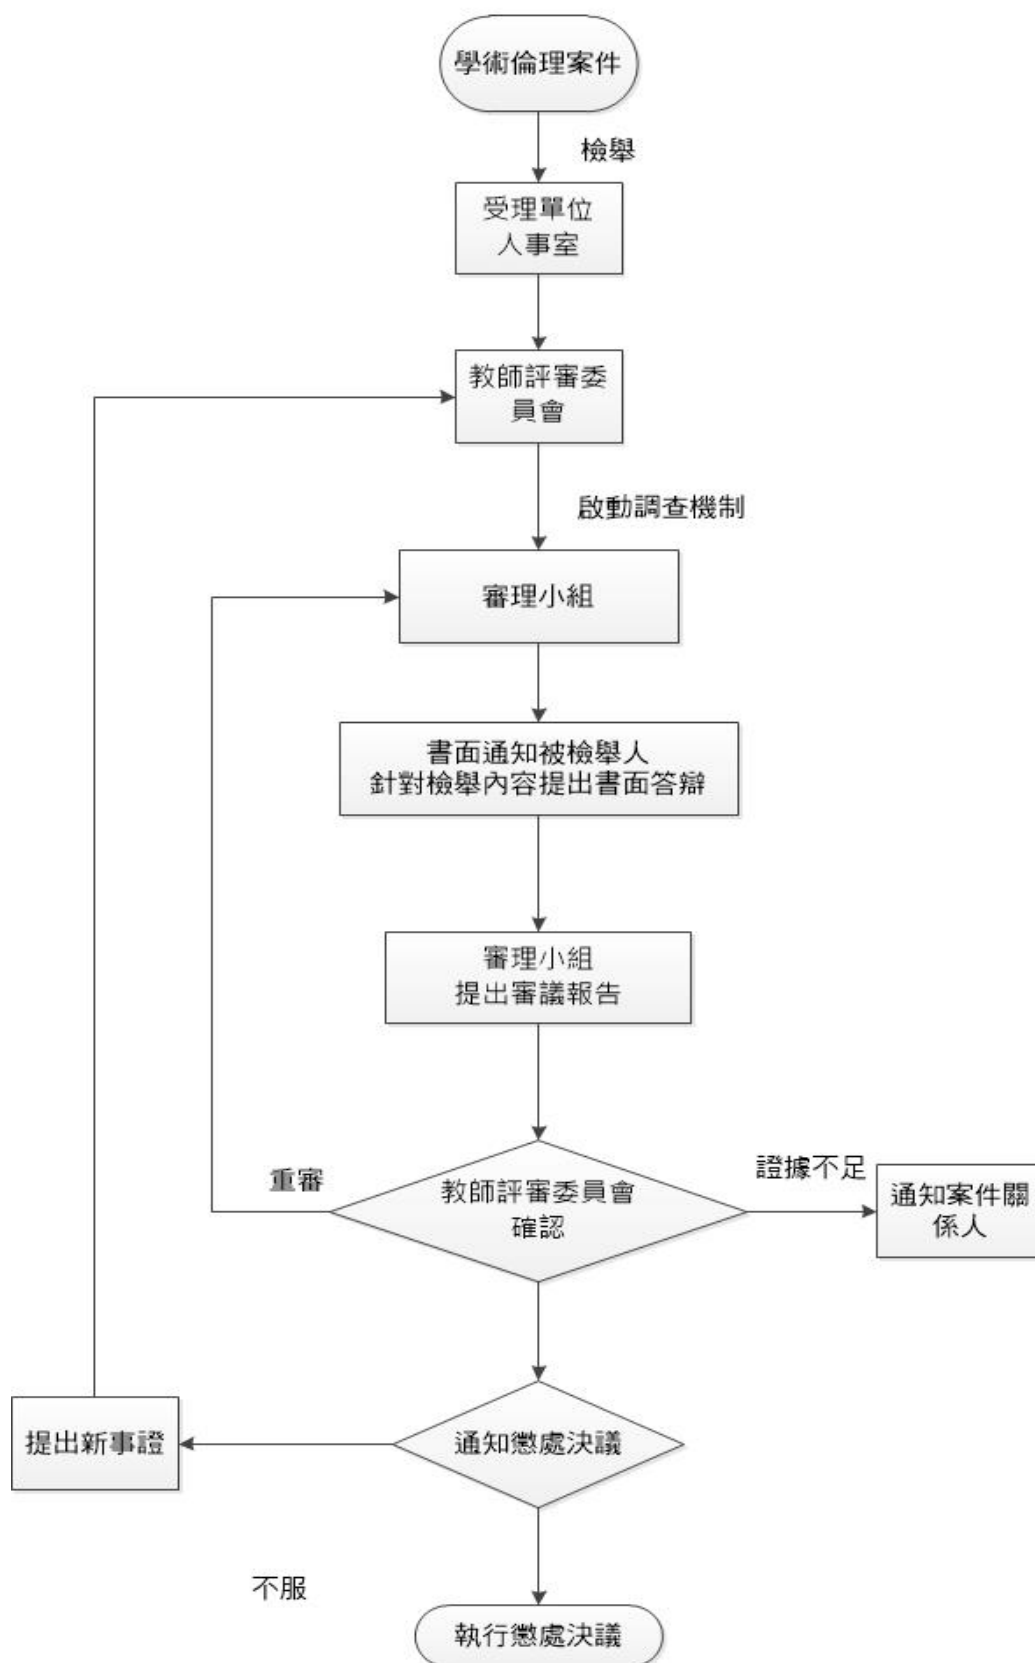 學術倫理案件
檢舉
受理單位
人事室
教師評審委
員會
啟動調查機制
審理小組
書面通知被檢舉人
針對檢舉內容提出書面答辯
審理小組
提出審議報告
重審
教師評審委員會
確認
證據不足
通知案件關
係人
提出新事證
通知懲處決議
不服
執行懲處決議